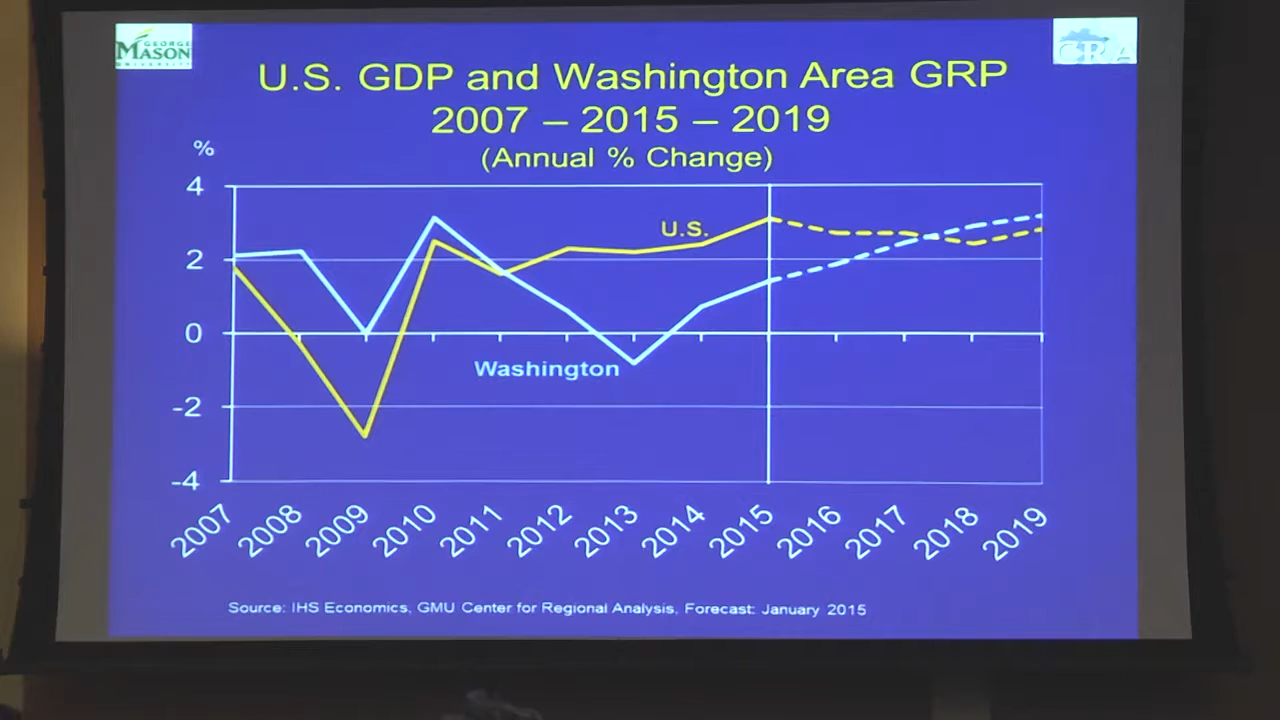 GEORGE
MASON
UNIVERSITY
CRA
U.S. GDP and Washington Area GRP
2007 – 2015 – 2019
(Annual % Change)
%
4
U.S.
2
0
Washington
-2
-4
2007 2008 2009 2010 2011 2012 2013 2014 2015 2016 2017 2018 2019
Source: IHS Economics, GMU Center for Regional Analysis, Forecast: January 2015